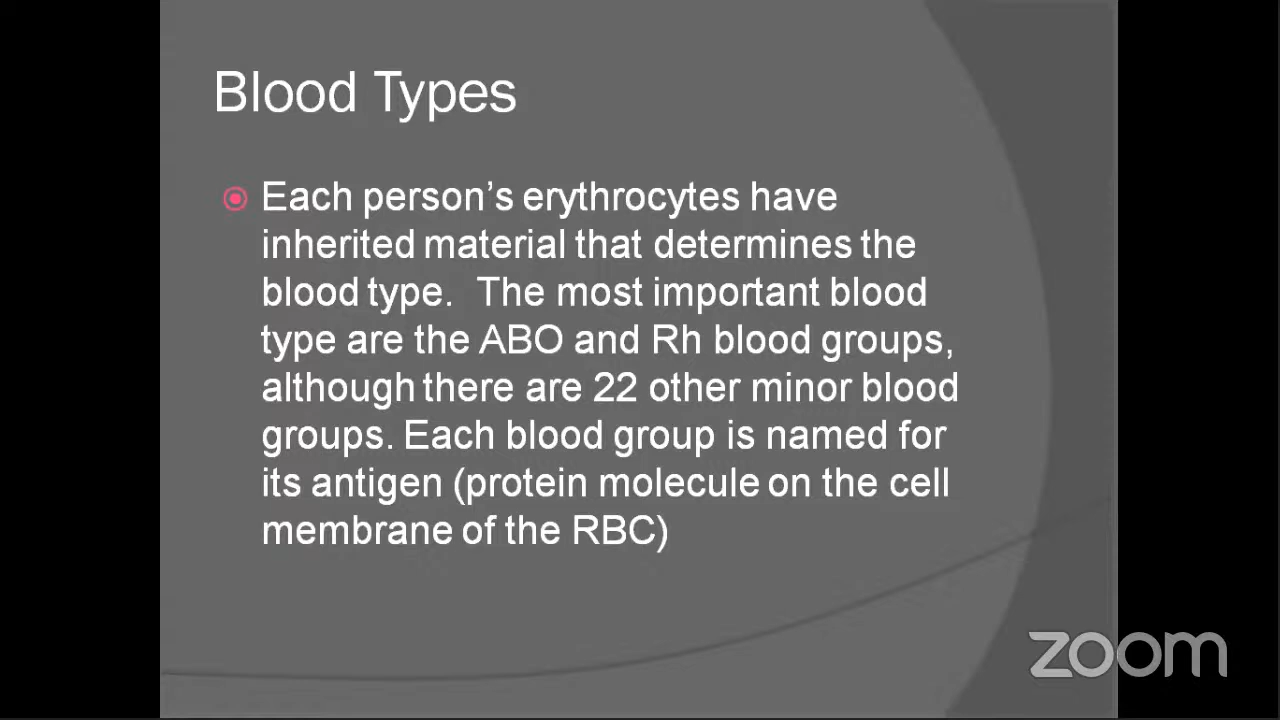 Blood Types
Each person’s erythrocytes have
inherited material that determines the
blood type.  The most important blood
type are the ABO and Rh blood groups,
although there are 22 other minor blood
groups. Each blood group is named for
its antigen (protein molecule on the cell
membrane of the RBC)
zoom